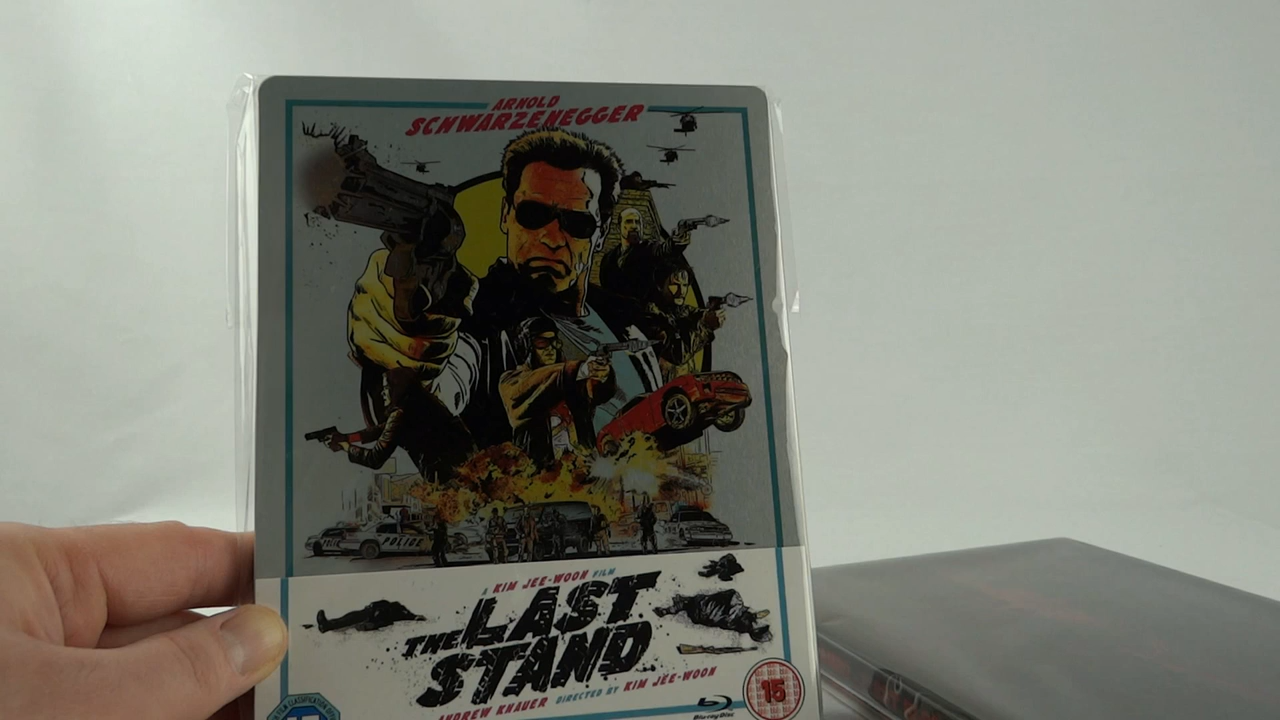 ARNOLD
SCHWARZENEGGER
POLICE
A KIM JEE-WOON FILM
THE LAST
STAND
ANDREW KNAUER DIRECTED BY KIM JEE-WOON
15
Blu-ray Disc